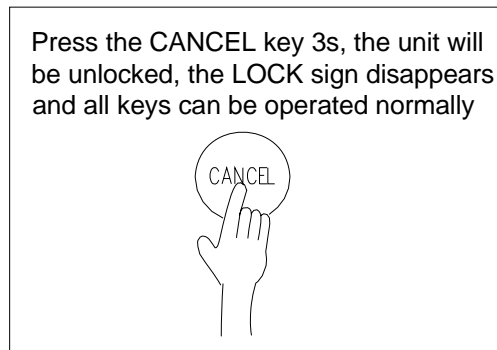 Press the CANCEL key 3s, the unit will
be unlocked, the LOCK sign disappears
and all keys can be operated normally
CANCEL